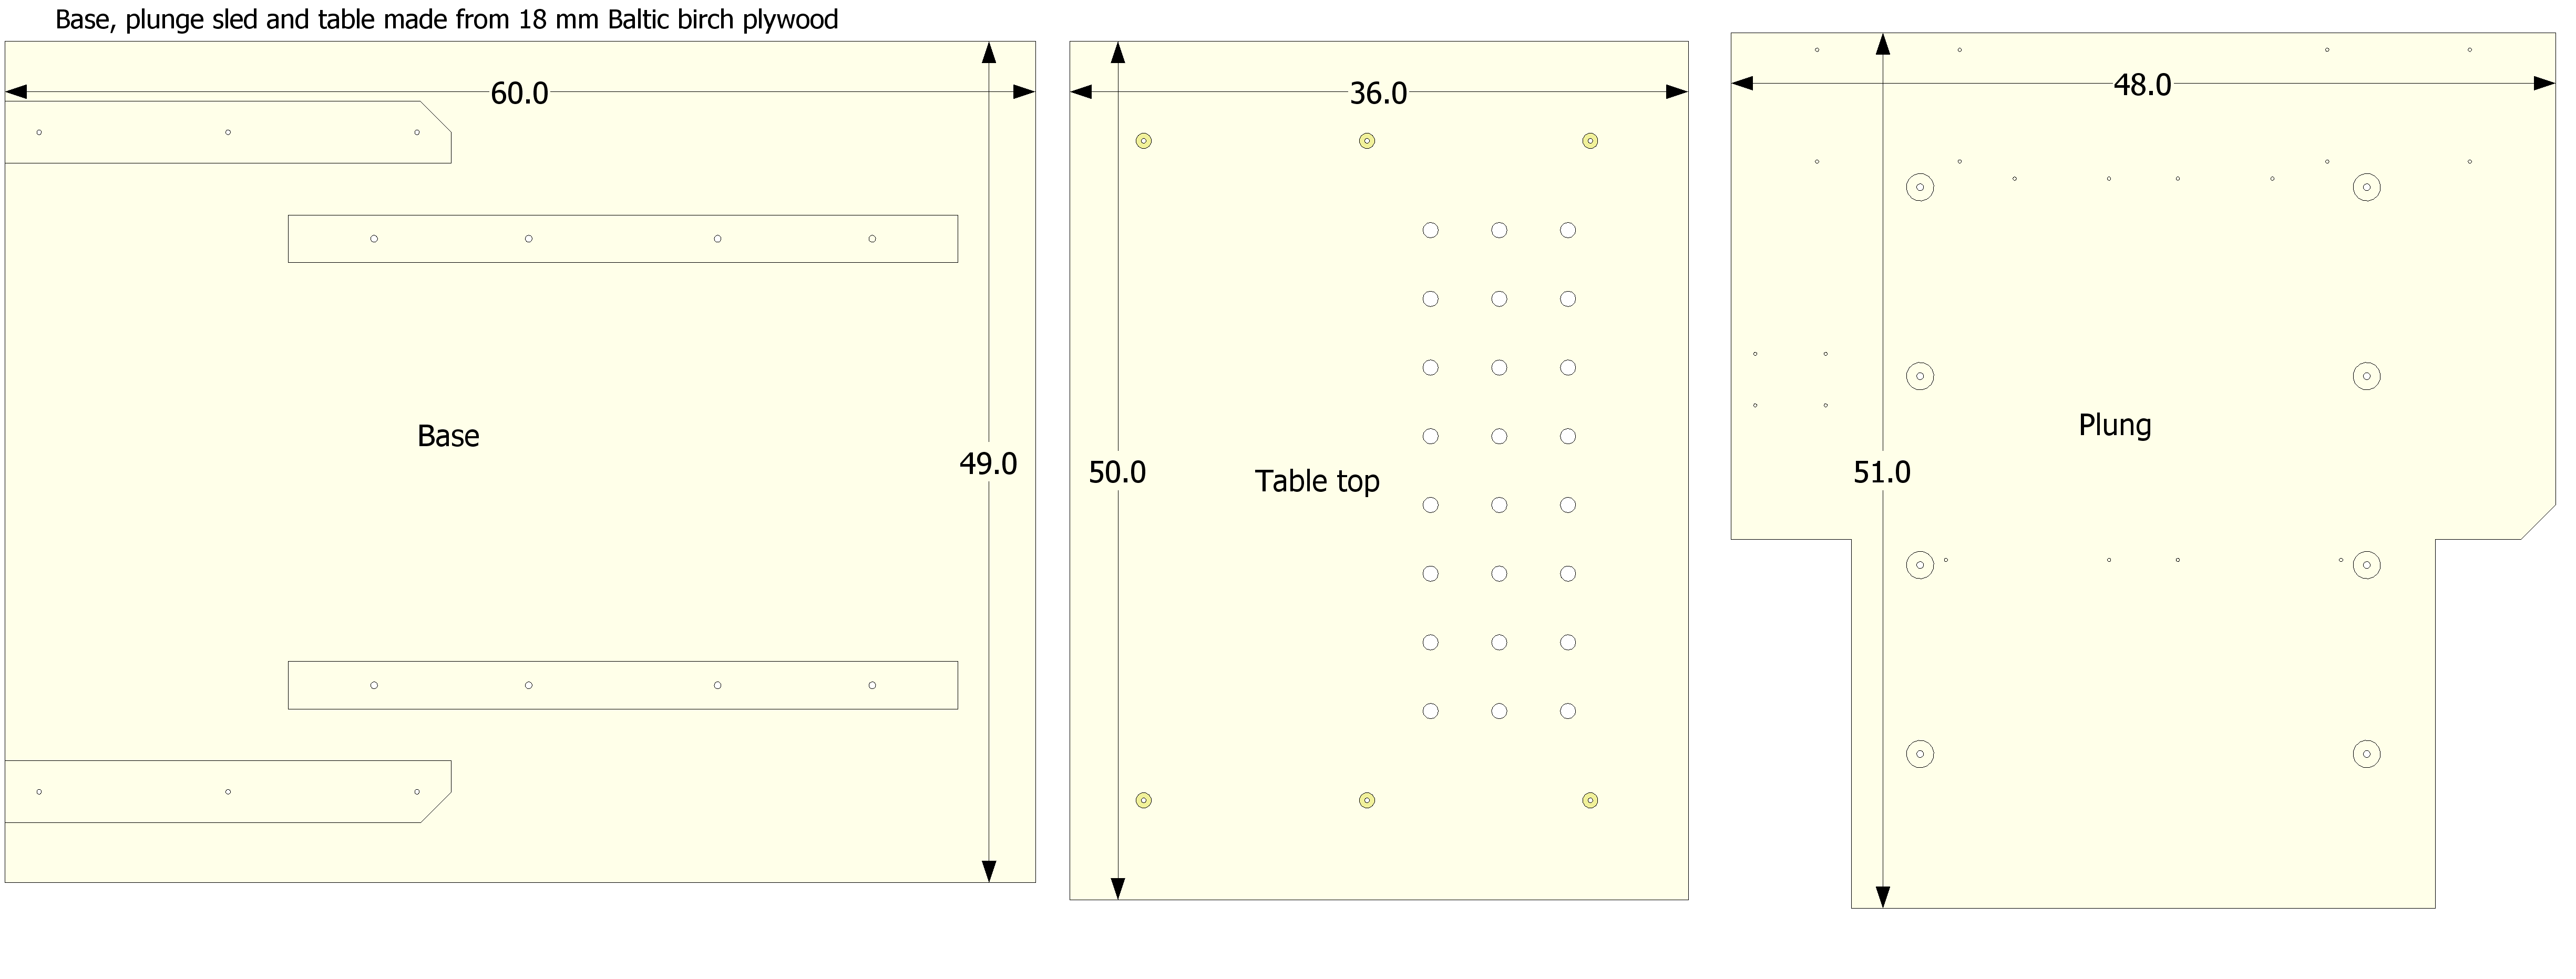 Base, plunge sled and table made from 18 mm Baltic birch plywood
60.0
36.0
48.0
Base
49.0
50.0
Table top
51.0
Plung